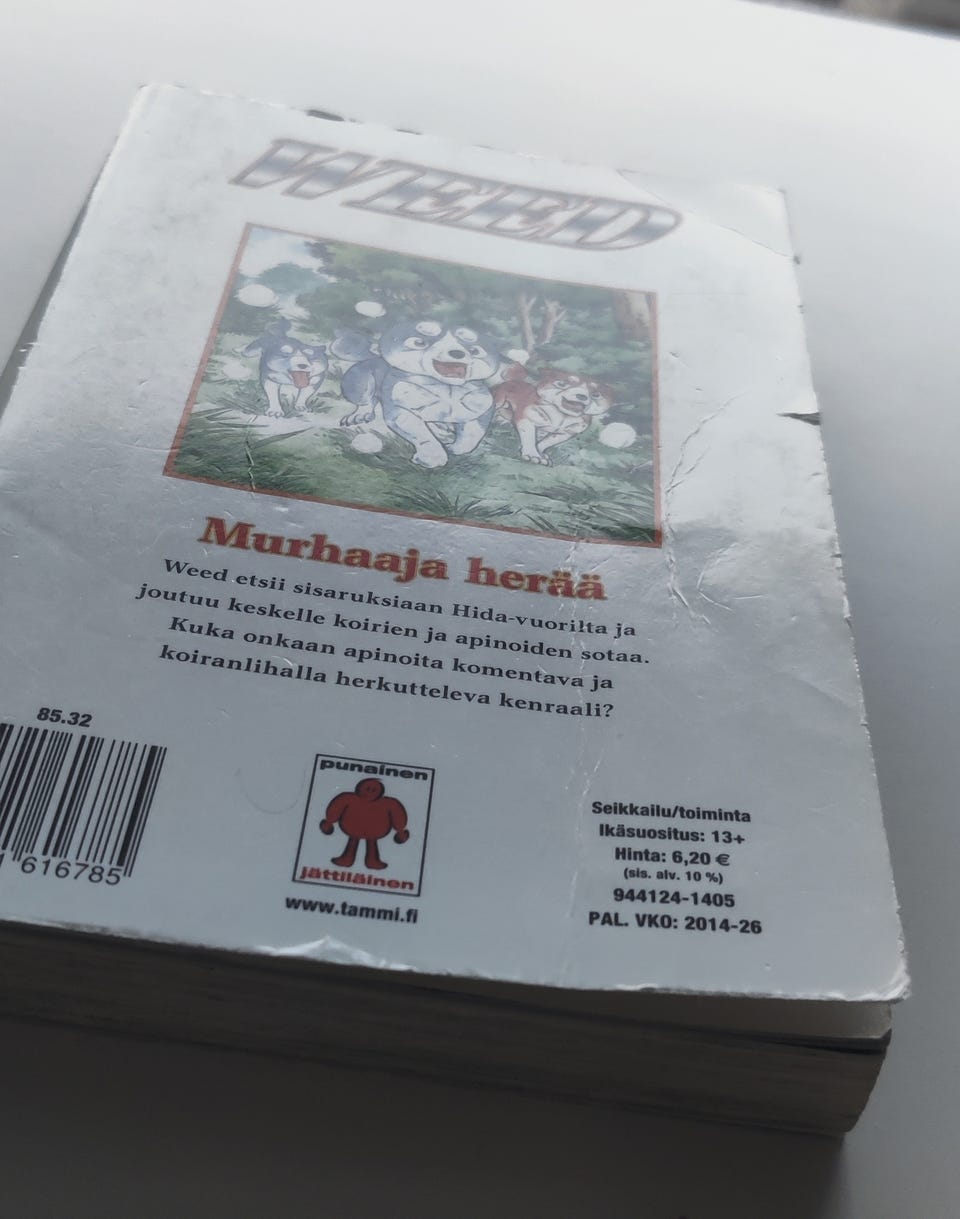 WEED
Murhaaja herää
Weed etsii sisaruksiaan Hida-vuorilta ja
joutuu keskelle koirien ja apinoiden sotaa.
Kuka onkaan apinoita komentava ja
koiranlihalla herkutteleva kenraali?
85.32
616785
punainen
jättiläinen
www.tammi.fi
Seikkailu/toiminta
Ikäsuositus: 13+
Hinta: 6,20 €
(sis. alv. 10 %)
944124-1405
PAL. VKO: 2014-26